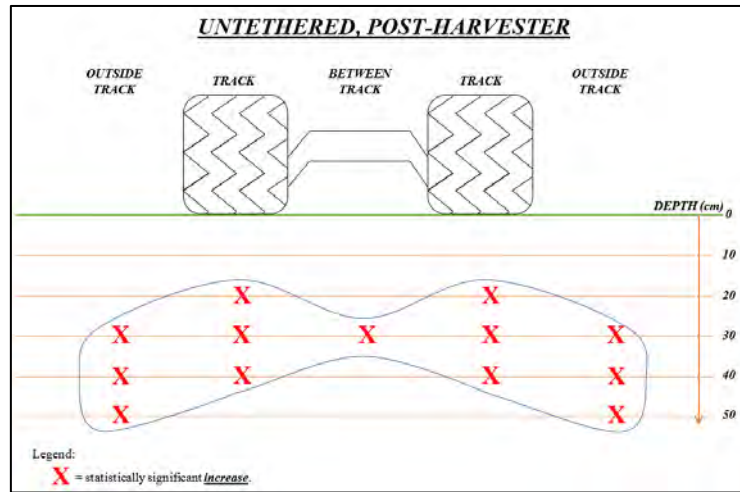 UNTETHERED, POST-HARVESTER
OUTSIDE TRACK
TRACK
BETWEEN TRACK
TRACK
OUTSIDE TRACK
DEPTH (cm) 0
10
X X 20
X X X X X 30
X X X X 40
X X 50
Legend:
X = statistically significant Increase.